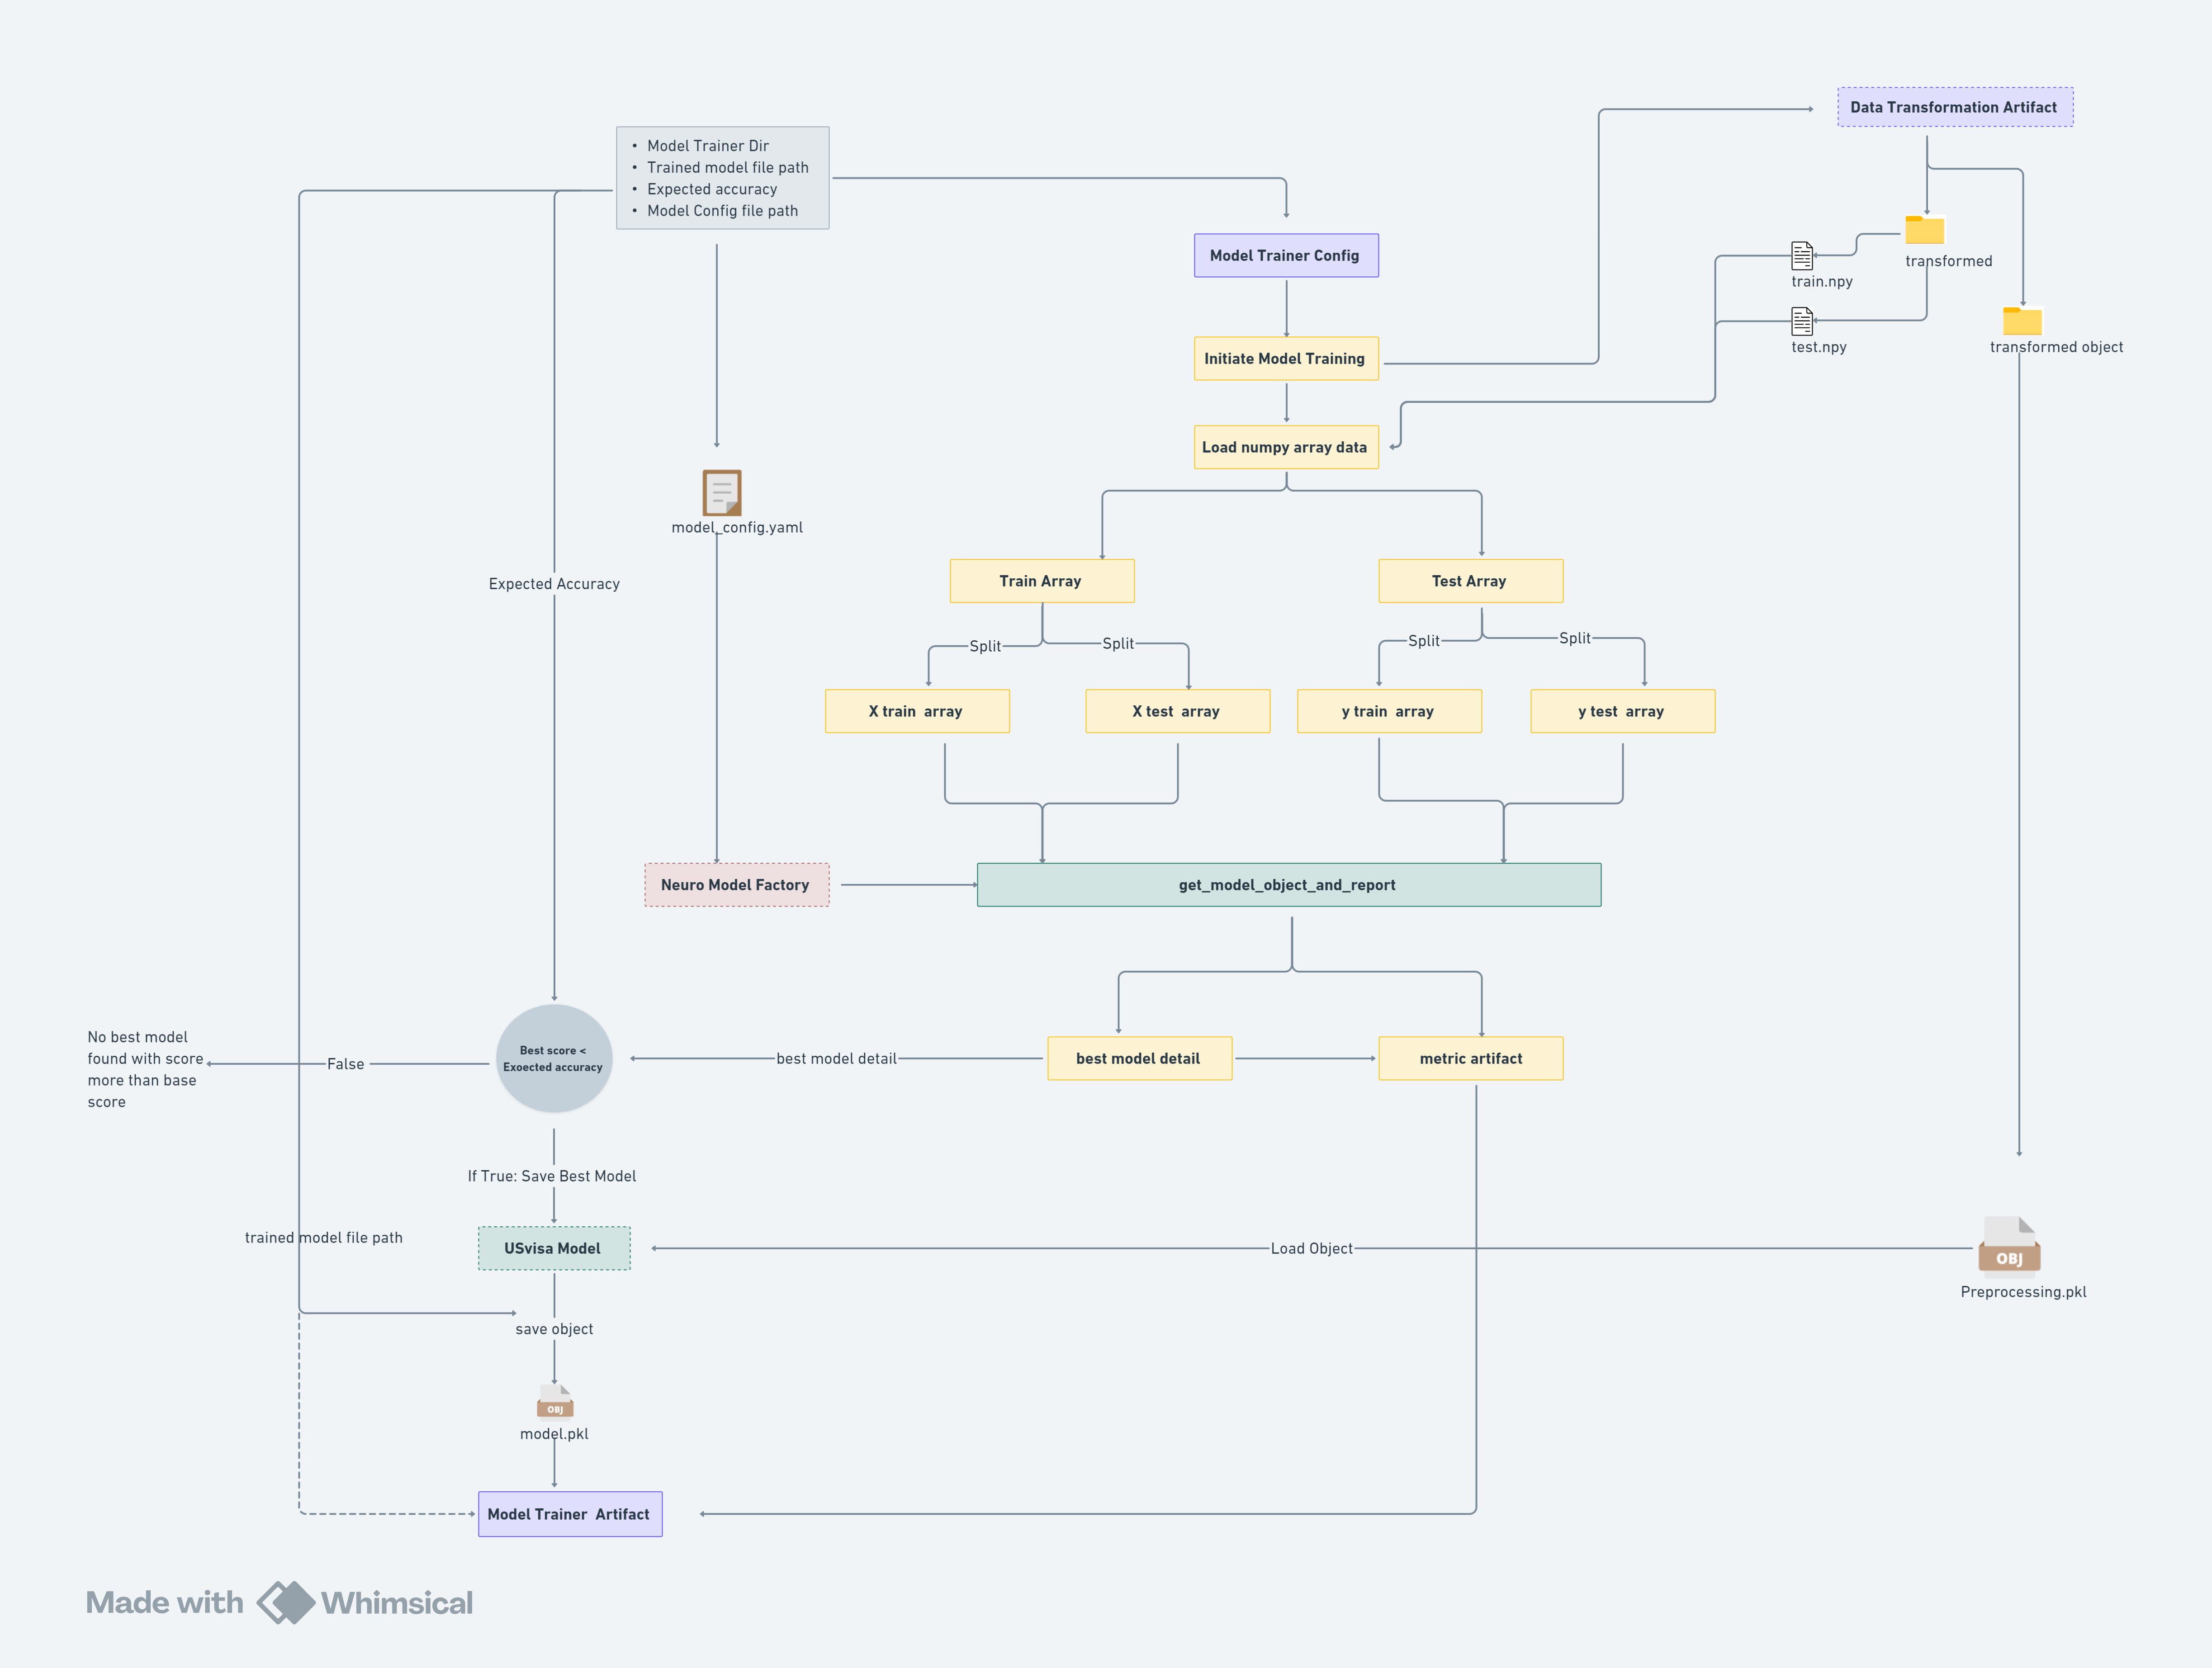 Data Transformation Artifact
• Model Trainer Dir
• Trained model file path
• Expected accuracy
• Model Config file path
Model Trainer Config
transformed
train.npy
test.npy
transformed object
Initiate Model Training
Load numpy array data
model_config.yaml
Expected Accuracy
Train Array
Test Array
Split
Split
Split
Split
X train array
X test array
y train array
y test array
Neuro Model Factory
get_model_object_and_report
No best model
found with score
more than base
score
False
Best score <
Exoected accuracy
best model detail
best model detail
metric artifact
If True: Save Best Model
trained model file path
USvisa Model
Load Object
OBJ
Preprocessing.pkl
save object
OBJ
model.pkl
Model Trainer Artifact
Made with Whimsical